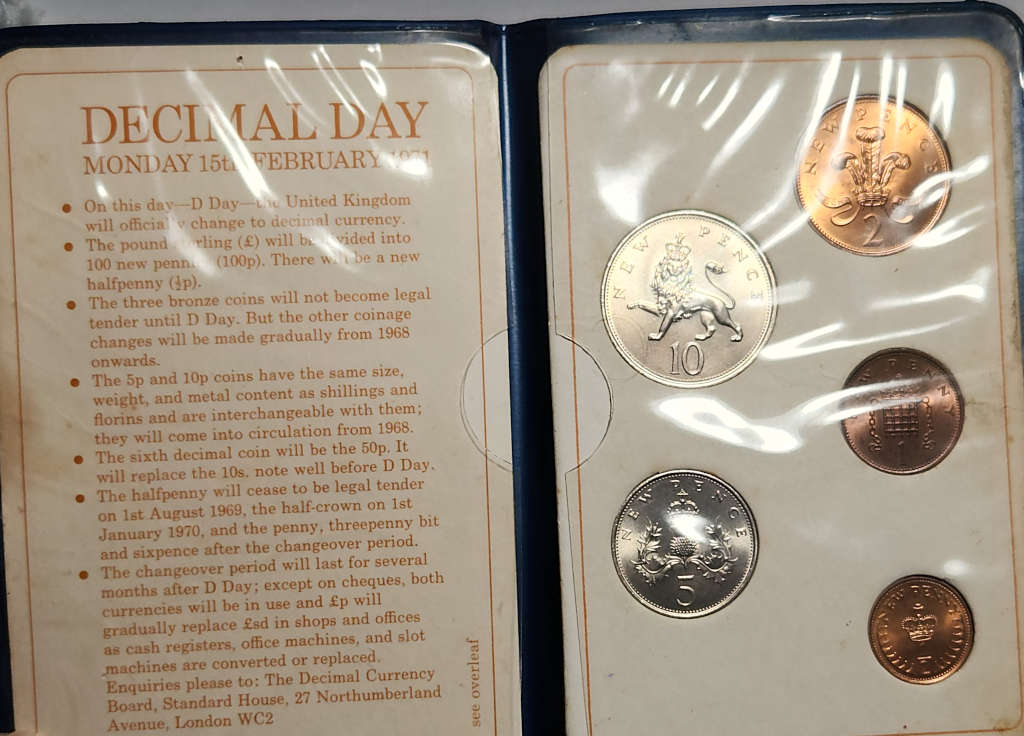 DECIMAL DAY
MONDAY 15th FEBRUARY 1971
• On this day—D Day—the United Kingdom
will officially change to decimal currency.
• The pound sterling (£) will be divided into
100 new pennies (100p). There will be a new
halfpenny (½p).
• The three bronze coins will not become legal
tender until D Day. But the other coinage
changes will be made gradually from 1968
onwards.
• The 5p and 10p coins have the same size,
weight, and metal content as shillings and
florins and are interchangeable with them;
they will come into circulation from 1968.
• The sixth decimal coin will be the 50p. It
will replace the 10s. note well before D Day.
• The halfpenny will cease to be legal tender
on 1st August 1969, the half-crown on 1st
January 1970, and the penny, threepenny bit
and sixpence after the changeover period.
• The changeover period will last for several
months after D Day; except on cheques, both
currencies will be in use and £p will
gradually replace £sd in shops and offices
as cash registers, office machines, and slot
machines are converted or replaced.
Enquiries please to: The Decimal Currency
Board, Standard House, 27 Northumberland
Avenue, London WC2
see overleaf
NEW PENCE
2
NEW PENCE
10
NEW PENNY
1
NEW PENCE
5
NEW PENNY
½